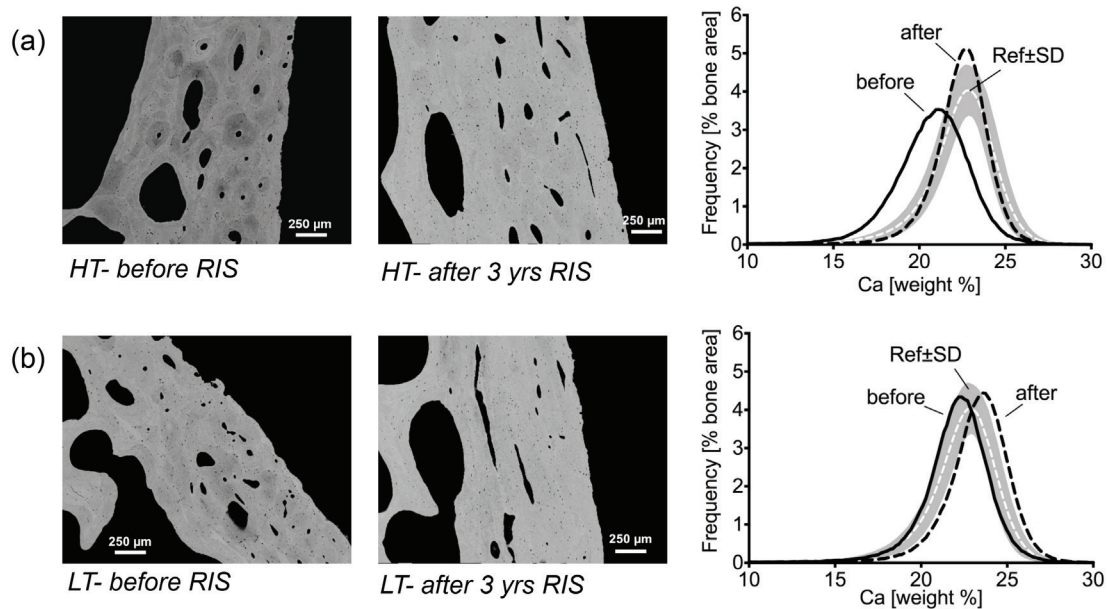 (a)
250 µm
HT- before RIS
250 µm
HT- after 3 yrs RIS
Frequency [% bone area]
6
5
4
3
2
1
0
after
Ref±SD
before
10 15 20 25 30
Ca [weight %]
(b)
250 µm
LT- before RIS
250 µm
LT- after 3 yrs RIS
Frequency [% bone area]
6
5
4
3
2
1
0
Ref±SD
before
after
10 15 20 25 30
Ca [weight %]